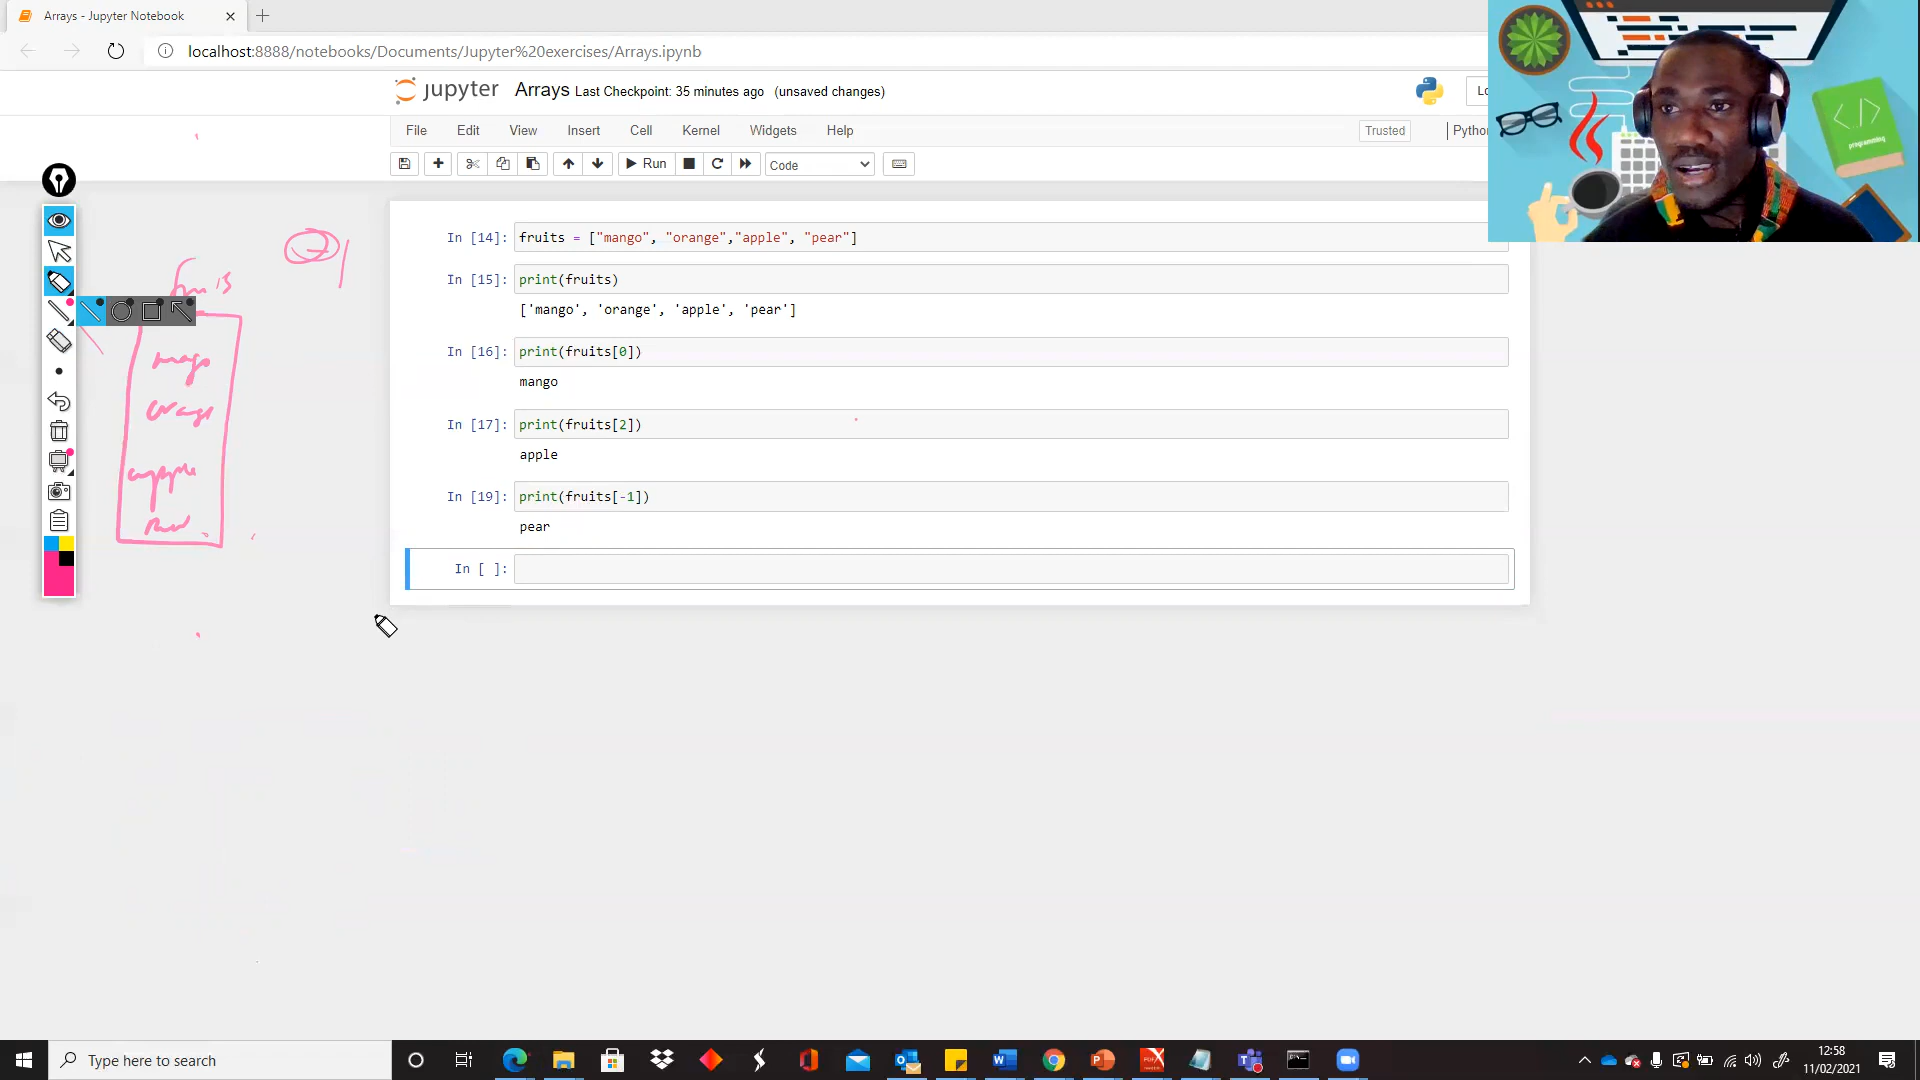 Arrays - Jupyter Notebook
localhost:8888/notebooks/Documents/Jupyter%20exercises/Arrays.ipynb
jupyter Arrays Last Checkpoint: 35 minutes ago (unsaved changes)
File Edit View Insert Cell Kernel Widgets Help
Trusted
Run
Code
programming
In [14]: fruits = ["mango", "orange","apple", "pear"]
In [15]: print(fruits)
['mango', 'orange', 'apple', 'pear']
In [16]: print(fruits[0])
mango
In [17]: print(fruits[2])
apple
In [19]: print(fruits[-1])
pear
In [ ]:
Type here to search
12:58
11/02/2021